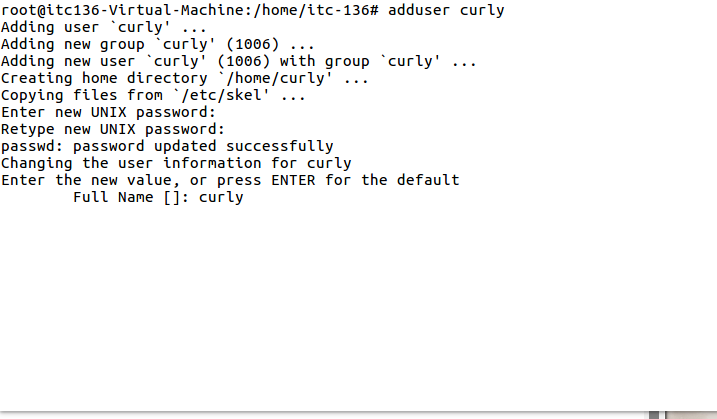 root@itc136-Virtual-Machine:/home/itc-136# adduser curly
Adding user `curly' ...
Adding new group `curly' (1006) ...
Adding new user `curly' (1006) with group `curly' ...
Creating home directory `/home/curly' ...
Copying files from `/etc/skel' ...
Enter new UNIX password:
Retype new UNIX password:
passwd: password updated successfully
Changing the user information for curly
Enter the new value, or press ENTER for the default
        Full Name []: curly